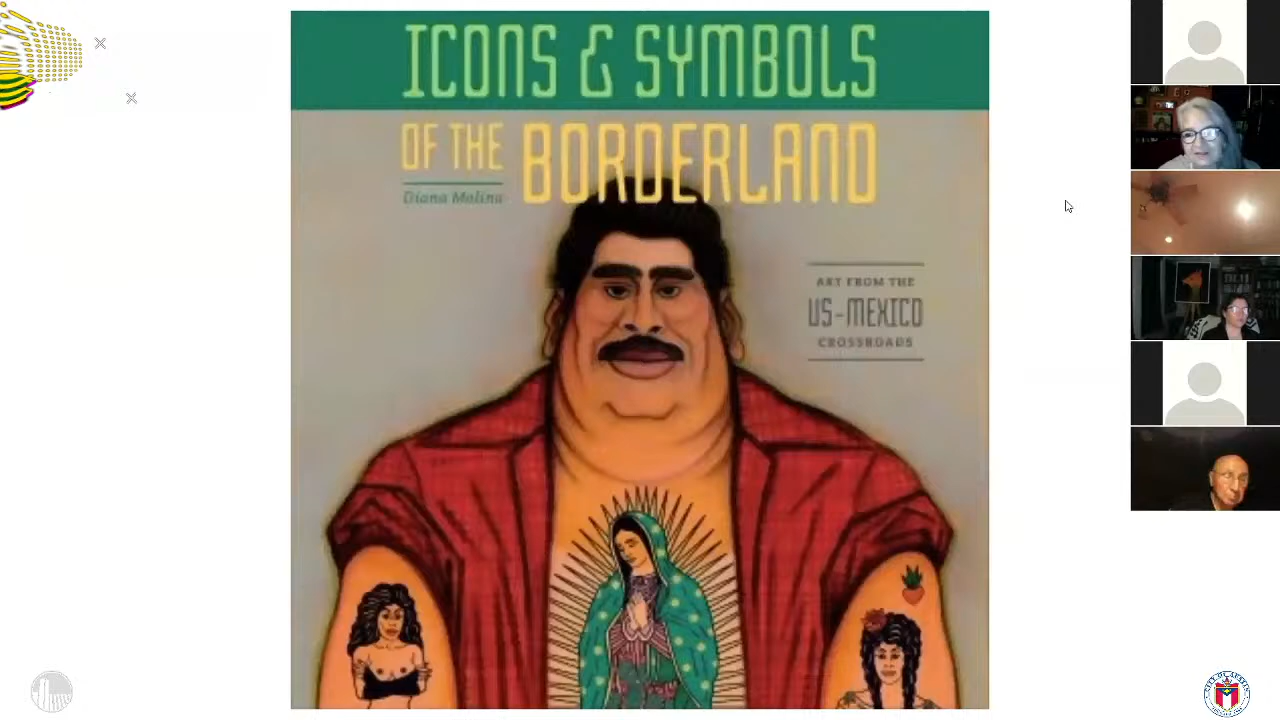 ICONS & SYMBOLS
OF THE BORDERLAND
Diana Molina
ART FROM THE
US-MEXICO
CROSSROADS